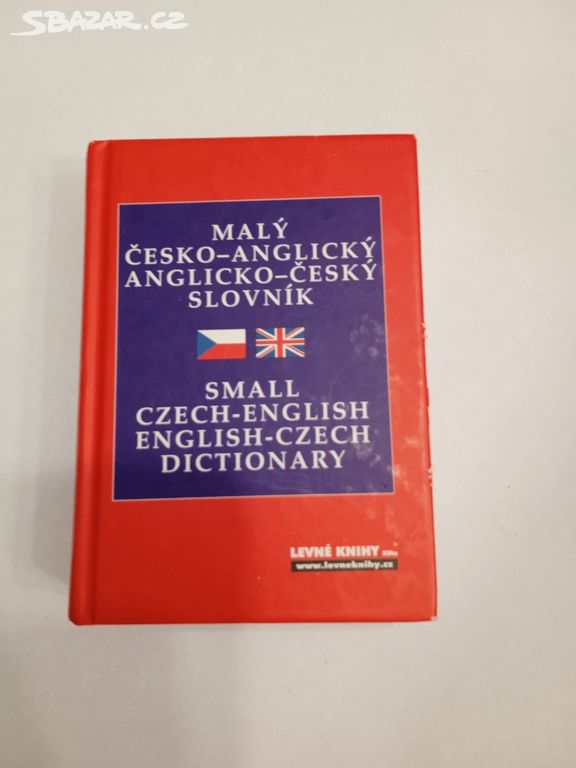 SBAZAR.CZ
MALÝ
ČESKO–ANGLICKÝ
ANGLICKO–ČESKÝ
SLOVNÍK
SMALL
CZECH-ENGLISH
ENGLISH-CZECH
DICTIONARY
LEVNÉ KNIHY
www.levneknihy.cz